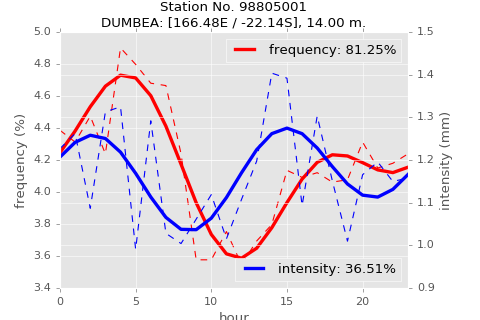 Station No. 98805001
DUMBEA: [166.48E / -22.14S], 14.00 m.
frequency: 81.25%
intensity: 36.51%
frequency (%)
5.0
4.8
4.6
4.4
4.2
4.0
3.8
3.6
3.4
intensity (mm)
1.5
1.4
1.3
1.2
1.1
1.0
0.9
0 5 10 15 20
hour